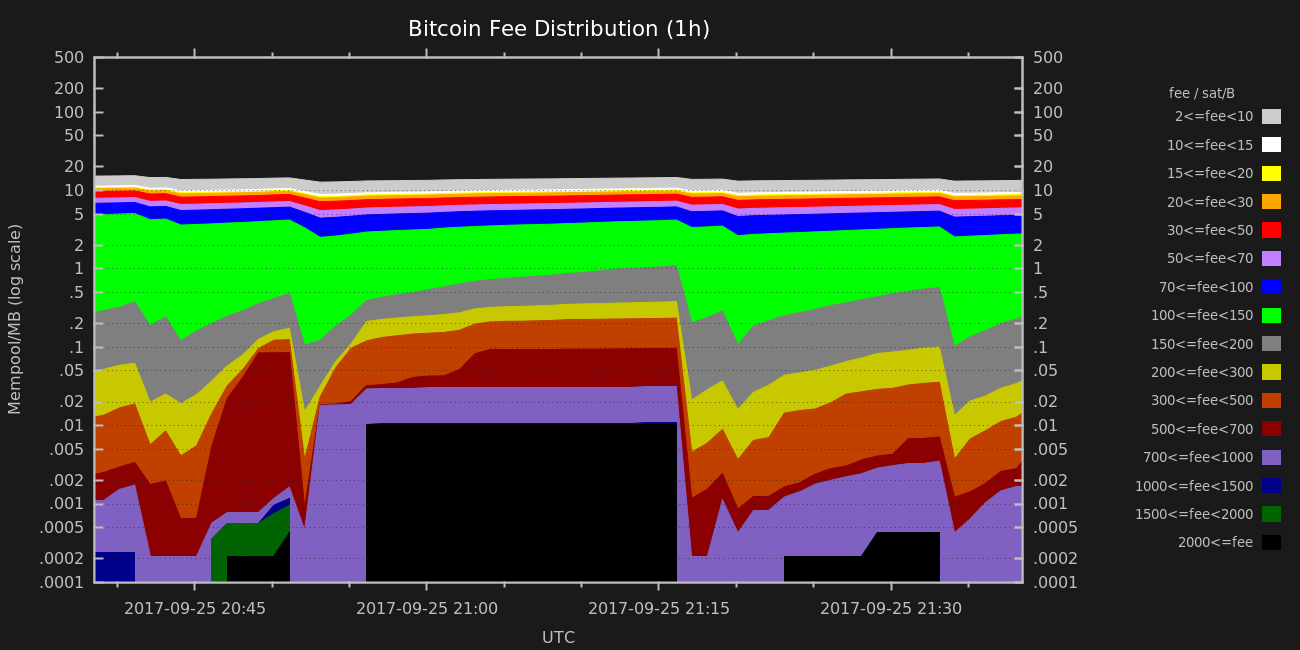 Bitcoin Fee Distribution (1h)
500
200
100
50
20
10
5
2
1
.5
.2
.1
.05
.02
.01
.005
.002
.001
.0005
.0002
.0001
Mempool/MB (log scale)
500
200
100
50
20
10
5
2
1
.5
.2
.1
.05
.02
.01
.005
.002
.001
.0005
.0002
.0001
2017-09-25 20:45
2017-09-25 21:00
2017-09-25 21:15
2017-09-25 21:30
UTC
fee / sat/B
2<=fee<10
10<=fee<15
15<=fee<20
20<=fee<30
30<=fee<50
50<=fee<70
70<=fee<100
100<=fee<150
150<=fee<200
200<=fee<300
300<=fee<500
500<=fee<700
700<=fee<1000
1000<=fee<1500
1500<=fee<2000
2000<=fee